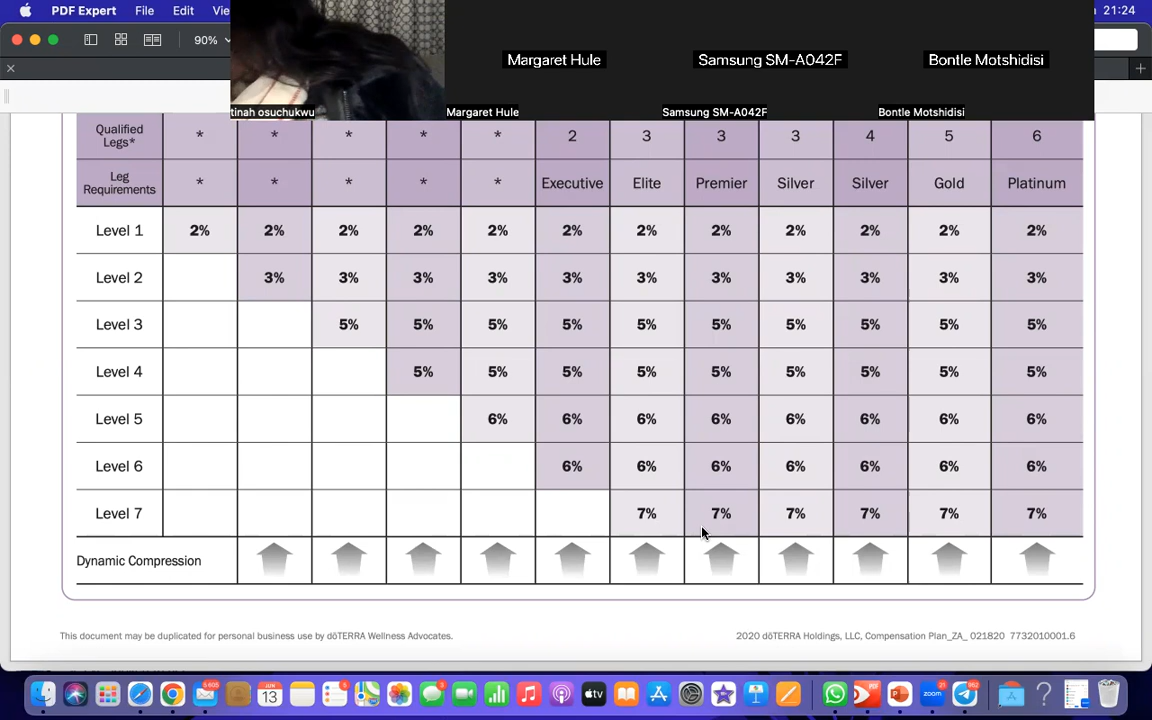 PDF Expert File Edit Vie 21:24
90%
Margaret Hule Samsung SM-A042F Bontle Motshidisi
tinah osuchukwu Margaret Hule Samsung SM-A042F Bontle Motshidisi
Qualified
Legs* * * * * * 2 3 3 3 4 5 6
Leg
Requirements * * * * * Executive Elite Premier Silver Silver Gold Platinum
Level 1 2% 2% 2% 2% 2% 2% 2% 2% 2% 2% 2% 2%
Level 2 3% 3% 3% 3% 3% 3% 3% 3% 3% 3% 3%
Level 3 5% 5% 5% 5% 5% 5% 5% 5% 5% 5%
Level 4 5% 5% 5% 5% 5% 5% 5% 5% 5%
Level 5 6% 6% 6% 6% 6% 6% 6% 6%
Level 6 6% 6% 6% 6% 6% 6% 6%
Level 7 7% 7% 7% 7% 7% 7%
Dynamic Compression
This document may be duplicated for personal business use by dōTERRA Wellness Advocates. 2020 dōTERRA Holdings, LLC, Compensation Plan_ZA_ 021820 7732010001.6
JUN
13
tv
zoom